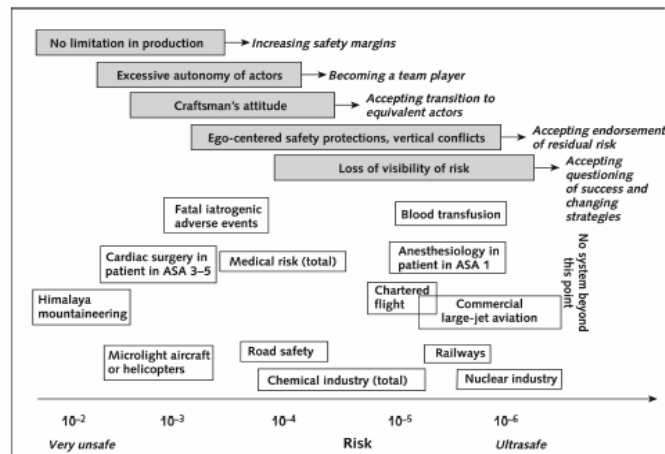 No limitation in production
Increasing safety margins
Excessive autonomy of actors
Becoming a team player
Craftsman's attitude
Accepting transition to
equivalent actors
Ego-centered safety protections, vertical conflicts
Accepting endorsement
of residual risk
Loss of visibility of risk
Accepting
questioning
of success and
changing
strategies
Fatal iatrogenic
adverse events
Blood transfusion
Cardiac surgery in
patient in ASA 3–5
Medical risk (total)
Anesthesiology in
patient in ASA 1
No system beyond
this point
Himalaya
mountaineering
Chartered
flight
Commercial
large-jet aviation
Microlight aircraft
or helicopters
Road safety
Railways
Chemical industry (total)
Nuclear industry
10–2 10–3 10–4 10–5 10–6
Very unsafe Risk Ultrasafe